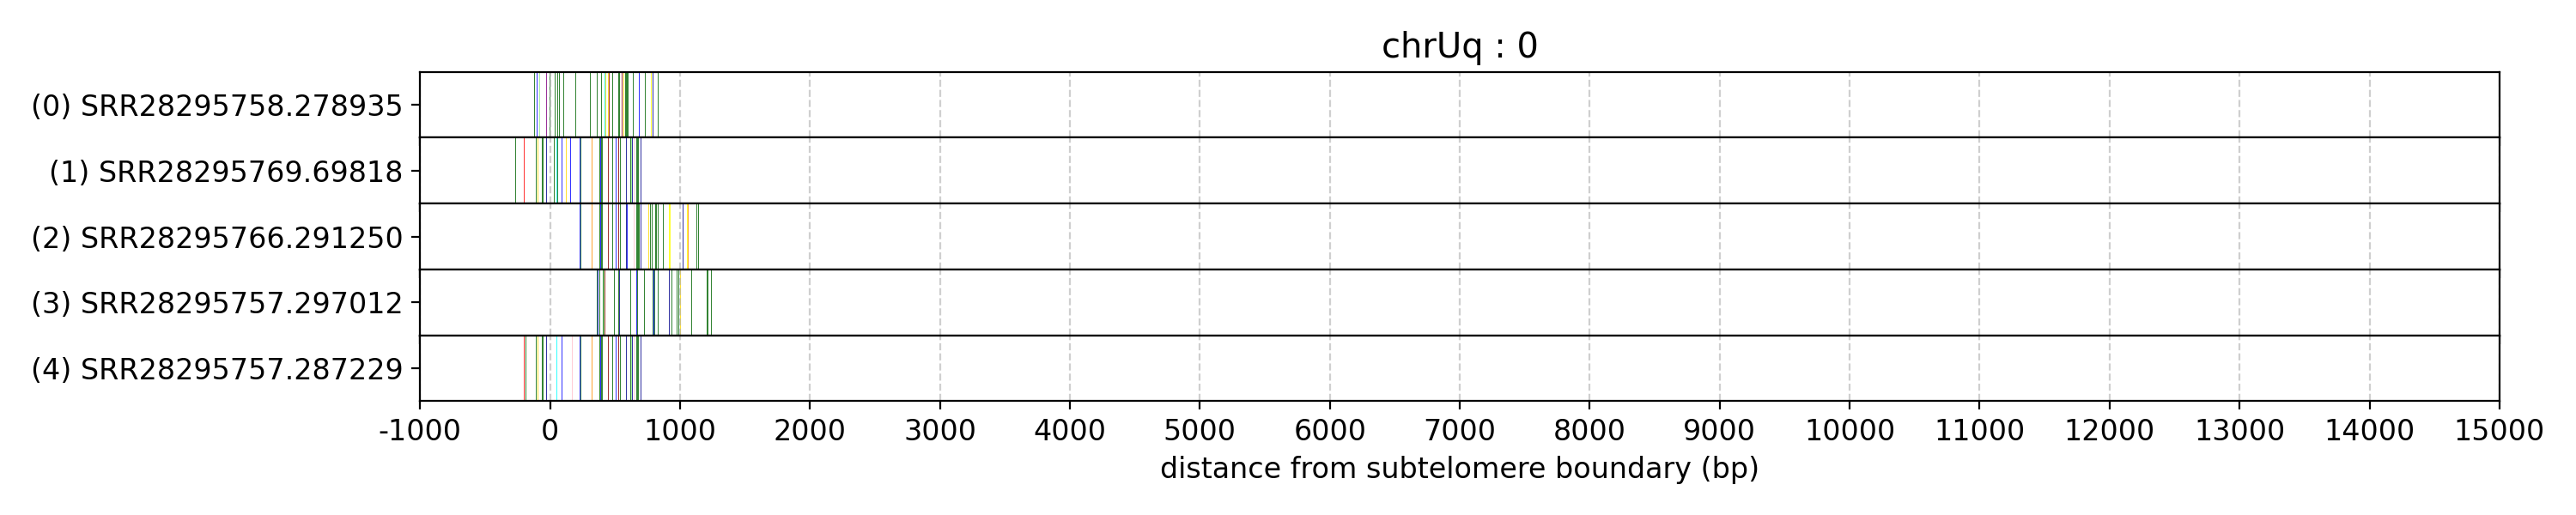 chrUq : 0
(0) SRR28295758.278935
(1) SRR28295769.69818
(2) SRR28295766.291250
(3) SRR28295757.297012
(4) SRR28295757.287229
-1000 0 1000 2000 3000 4000 5000 6000 7000 8000 9000 10000 11000 12000 13000 14000 15000
distance from subtelomere boundary (bp)